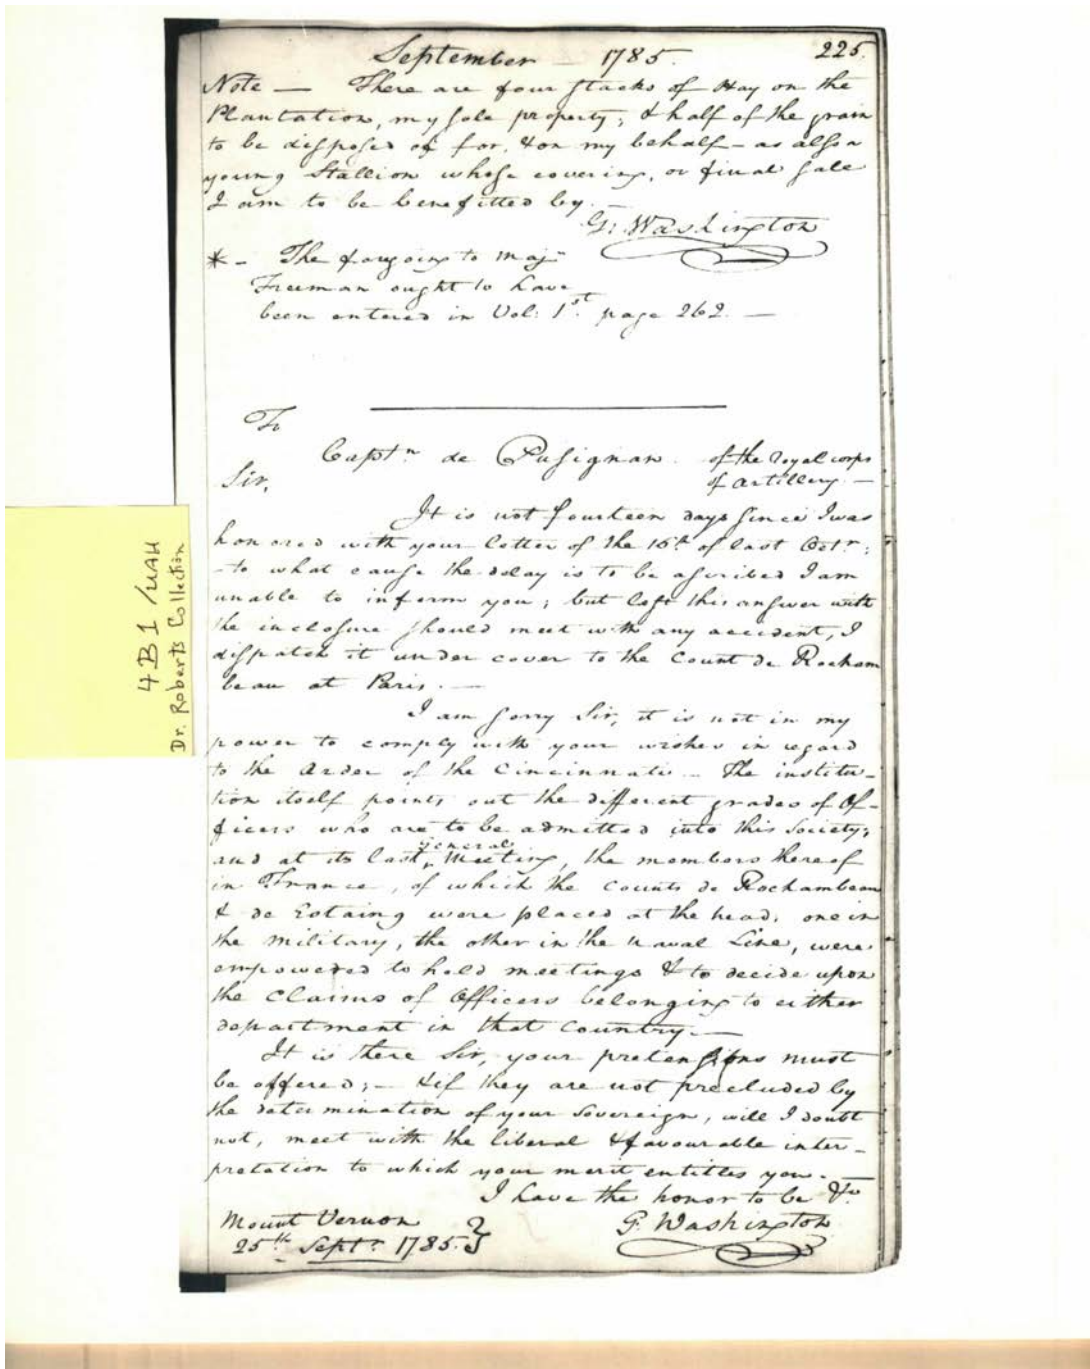 September — 1785. 225.
Note — There are four stacks of Hay on the
Plantation, my sole property; & half of the grain
to be disposed of for, & on my behalf – as also a
young Stallion whose covering, or final sale
I am to be benefitted by. —
G: Washington
* – The foregoing to Majr
Freeman ought to have
been entered in Vol: 1st. page 262. —
To
Captn de Pusignan. of the Royal corps
of Artillery. —
Sir,
It is not fourteen days since I was
honored with your letter of the 16th of last Octr;
– to what cause the delay is to be ascribed I am
unable to inform you; but lest this answer with
the inclosure should meet with any accident, I
dispatch it under cover to the Count de Rocham
beau at Paris. —
I am sorry Sir, it is not in my
power to comply with your wishes in regard
to the Order of the Cincinnati – The institu-
tion itself points out the different grades of Of-
ficers who are to be admitted into this Society;
and at its last general Meeting, the members thereof
in France, of which the Counts de Rochambeau
& de Estaing were placed at the head, one in
the military, the other in the Naval Line, were
empowered to hold meetings & to decide upon
the Claims of Officers belonging to either
department in that Country. —
It is there Sir, your pretensions must
be offered; – & if they are not precluded by
the determination of your Sovereign, will I doubt
not, meet with the liberal & favourable inter-
pretation to which your merit entitles you. –
I have the honor to be &c.
Mount Vernon }
25th Septr 1785. }
G: Washington
4B1/UAH
Dr. Roberts Collection